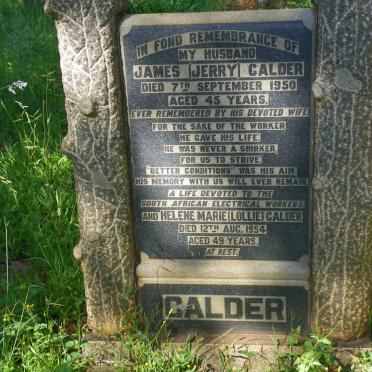 IN FOND REMEMBRANCE OF
MY HUSBAND
JAMES (JERRY) CALDER
DIED 7TH SEPTEMBER 1950
AGED 45 YEARS.
EVER REMEMBERED BY HIS DEVOTED WIFE.
FOR THE SAKE OF THE WORKER
HE GAVE HIS LIFE
HE WAS NEVER A SHIRKER
FOR US TO STRIVE
"BETTER CONDITIONS" WAS HIS AIM,
HIS MEMORY WITH US WILL EVER REMAIN
A LIFE DEVOTED TO THE
SOUTH AFRICAN ELECTRICAL WORKERS
AND HELENE MARIE (LOLLIE) CALDER
DIED 12TH AUG. 1954
AGED 49 YEARS.
AT REST.
CALDER